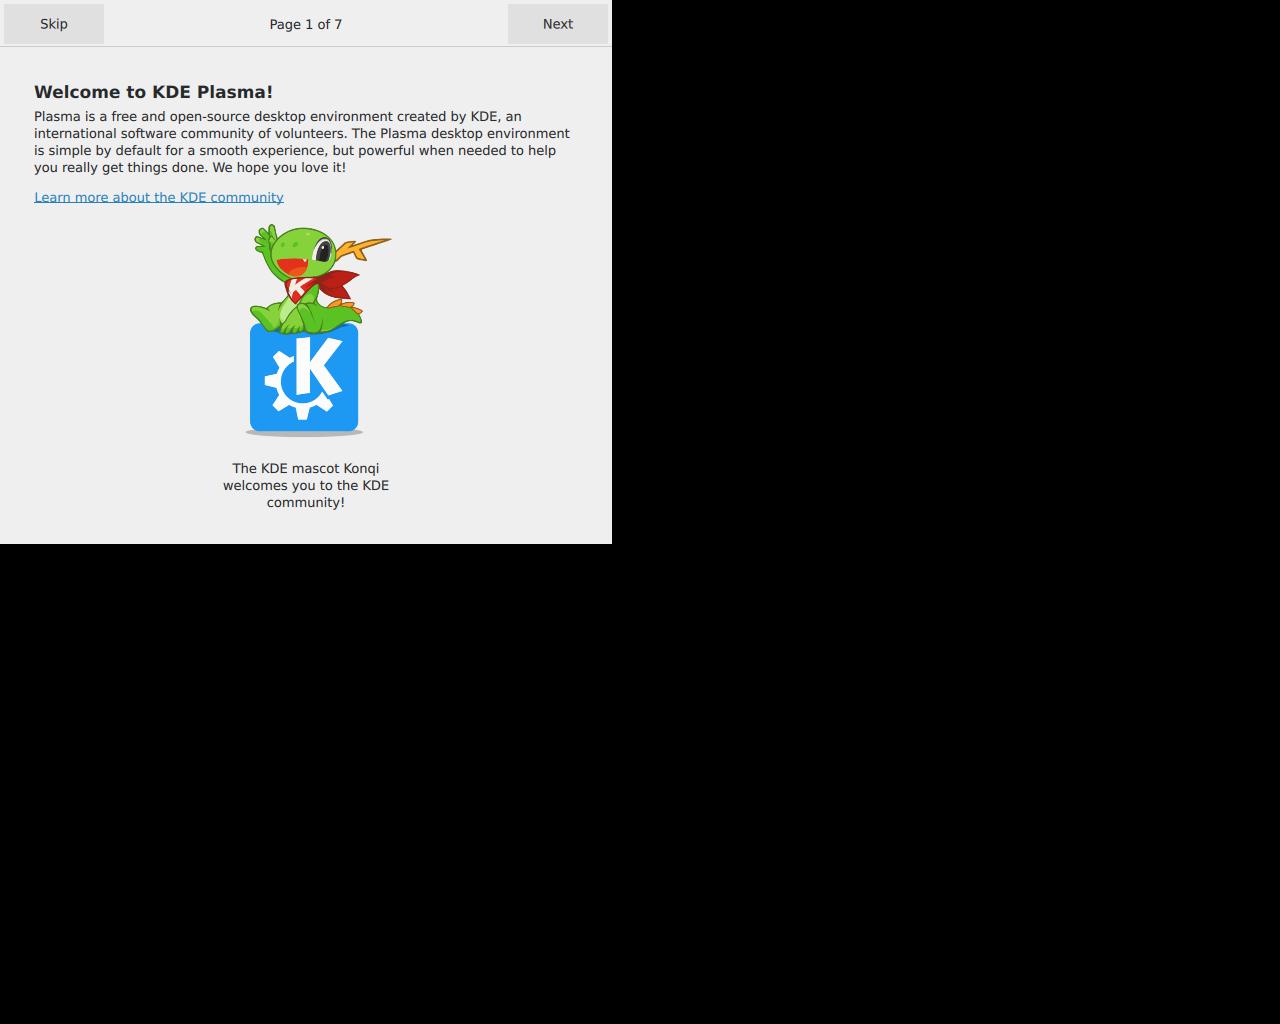 Skip
Page 1 of 7
Next
Welcome to KDE Plasma!
Plasma is a free and open-source desktop environment created by KDE, an
international software community of volunteers. The Plasma desktop environment
is simple by default for a smooth experience, but powerful when needed to help
you really get things done. We hope you love it!
Learn more about the KDE community
K
K
The KDE mascot Konqi
welcomes you to the KDE
community!